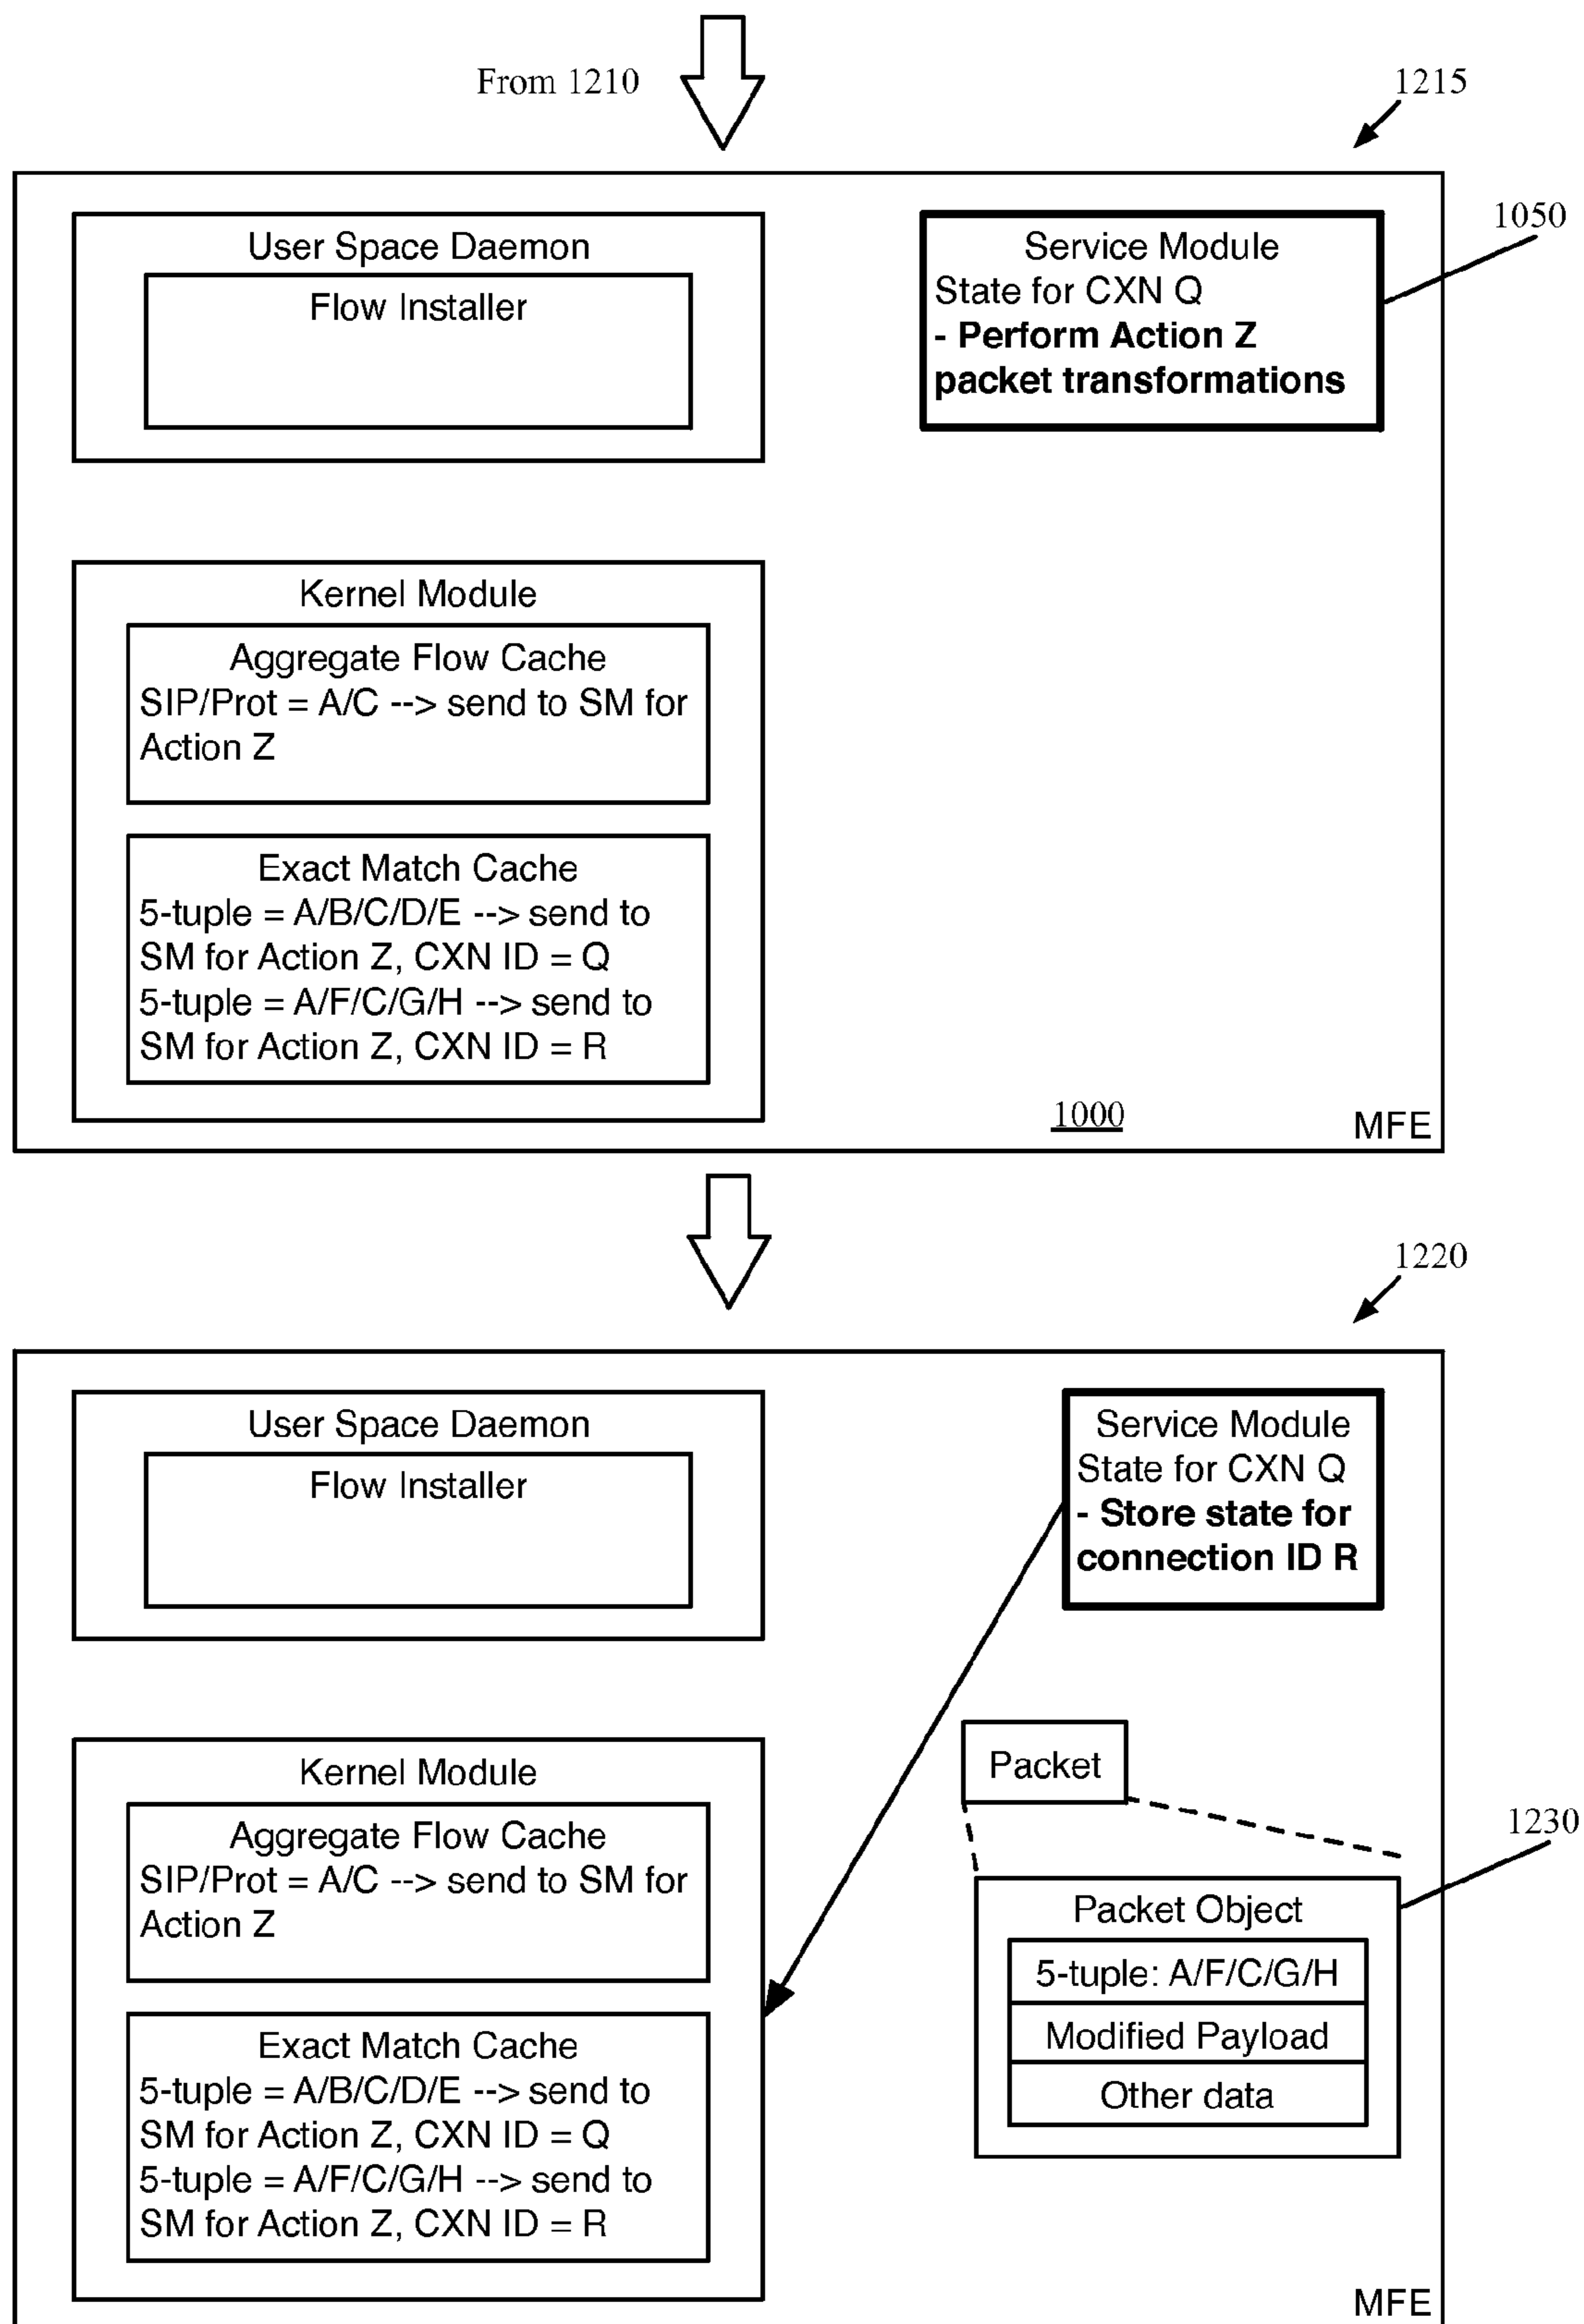 From 1210
1215
User Space Daemon
Flow Installer
Service Module
State for CXN Q
- Perform Action Z
packet transformations
1050
Kernel Module
Aggregate Flow Cache
SIP/Prot = A/C --> send to SM for
Action Z
Exact Match Cache
5-tuple = A/B/C/D/E --> send to
SM for Action Z, CXN ID = Q
5-tuple = A/F/C/G/H --> send to
SM for Action Z, CXN ID = R
1000
MFE
1220
User Space Daemon
Flow Installer
Service Module
State for CXN Q
- Store state for
connection ID R
Kernel Module
Aggregate Flow Cache
SIP/Prot = A/C --> send to SM for
Action Z
Exact Match Cache
5-tuple = A/B/C/D/E --> send to
SM for Action Z, CXN ID = Q
5-tuple = A/F/C/G/H --> send to
SM for Action Z, CXN ID = R
Packet
1230
Packet Object
5-tuple: A/F/C/G/H
Modified Payload
Other data
MFE